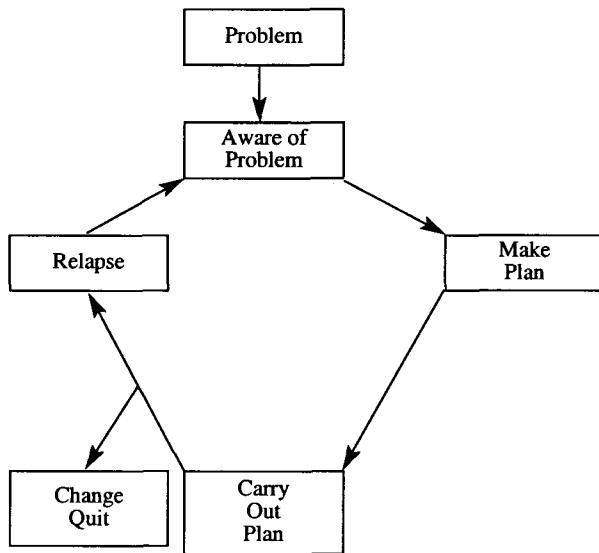 Problem
Aware of
Problem
Relapse
Make
Plan
Change
Quit
Carry
Out
Plan